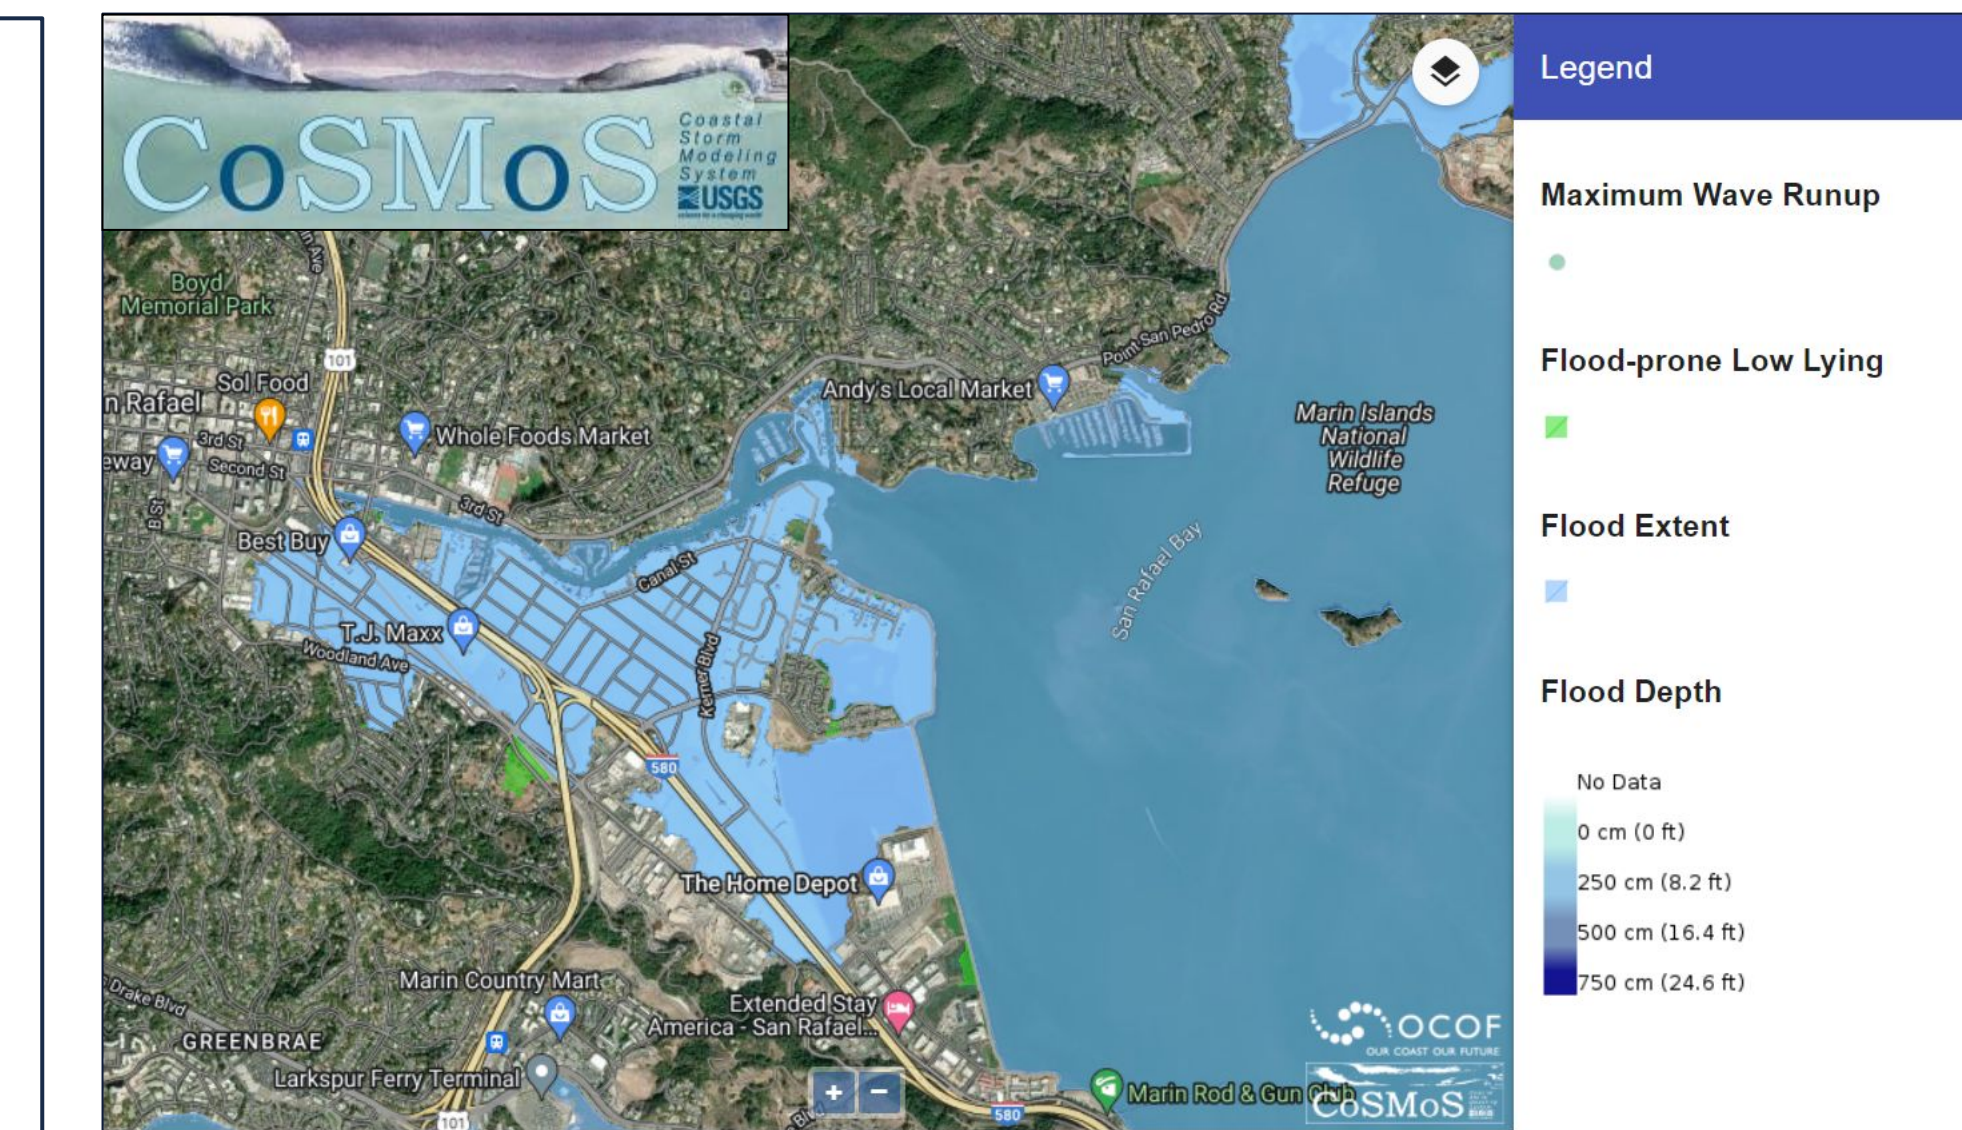 CoSMoS
Coastal
Storm
Modeling
System
USGS
Legend
Maximum Wave Runup
Flood-prone Low Lying
Flood Extent
Flood Depth
No Data
0 cm (0 ft)
250 cm (8.2 ft)
500 cm (16.4 ft)
750 cm (24.6 ft)
Boyd
Memorial Park
101
Sol Food
n Rafael
3rd St
Second St
eway
B St
Whole Foods Market
3rd St
Best Buy
T.J. Maxx
Woodland Ave
Canal St
Kerner Blvd
Andy's Local Market
Point San Pedro Rd
Marin Islands
National
Wildlife
Refuge
San Rafael Bay
580
The Home Depot
Marin Country Mart
Extended Stay
America - San Rafael...
Drake Blvd
GREENBRAE
Larkspur Ferry Terminal
101
Blvd
+ −
580
Marin Rod & Gun Club
OCOF
OUR COAST OUR FUTURE
CoSMoS